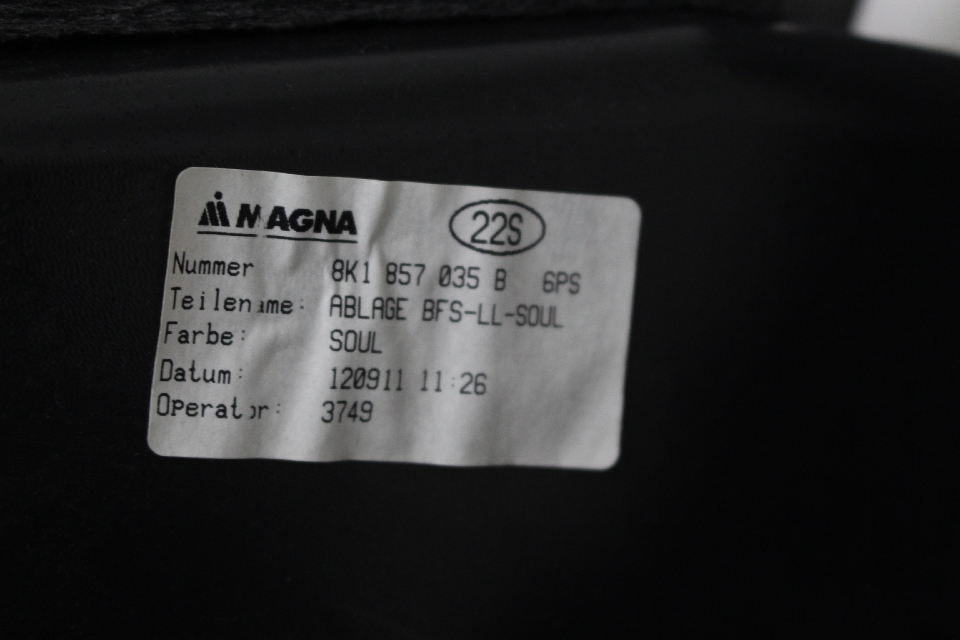 MAGNA 22S
Nummer 8K1 857 035 B 6PS
Teilename: ABLAGE BFS-LL-SOUL
Farbe: SOUL
Datum: 120911 11:26
Operator: 3749